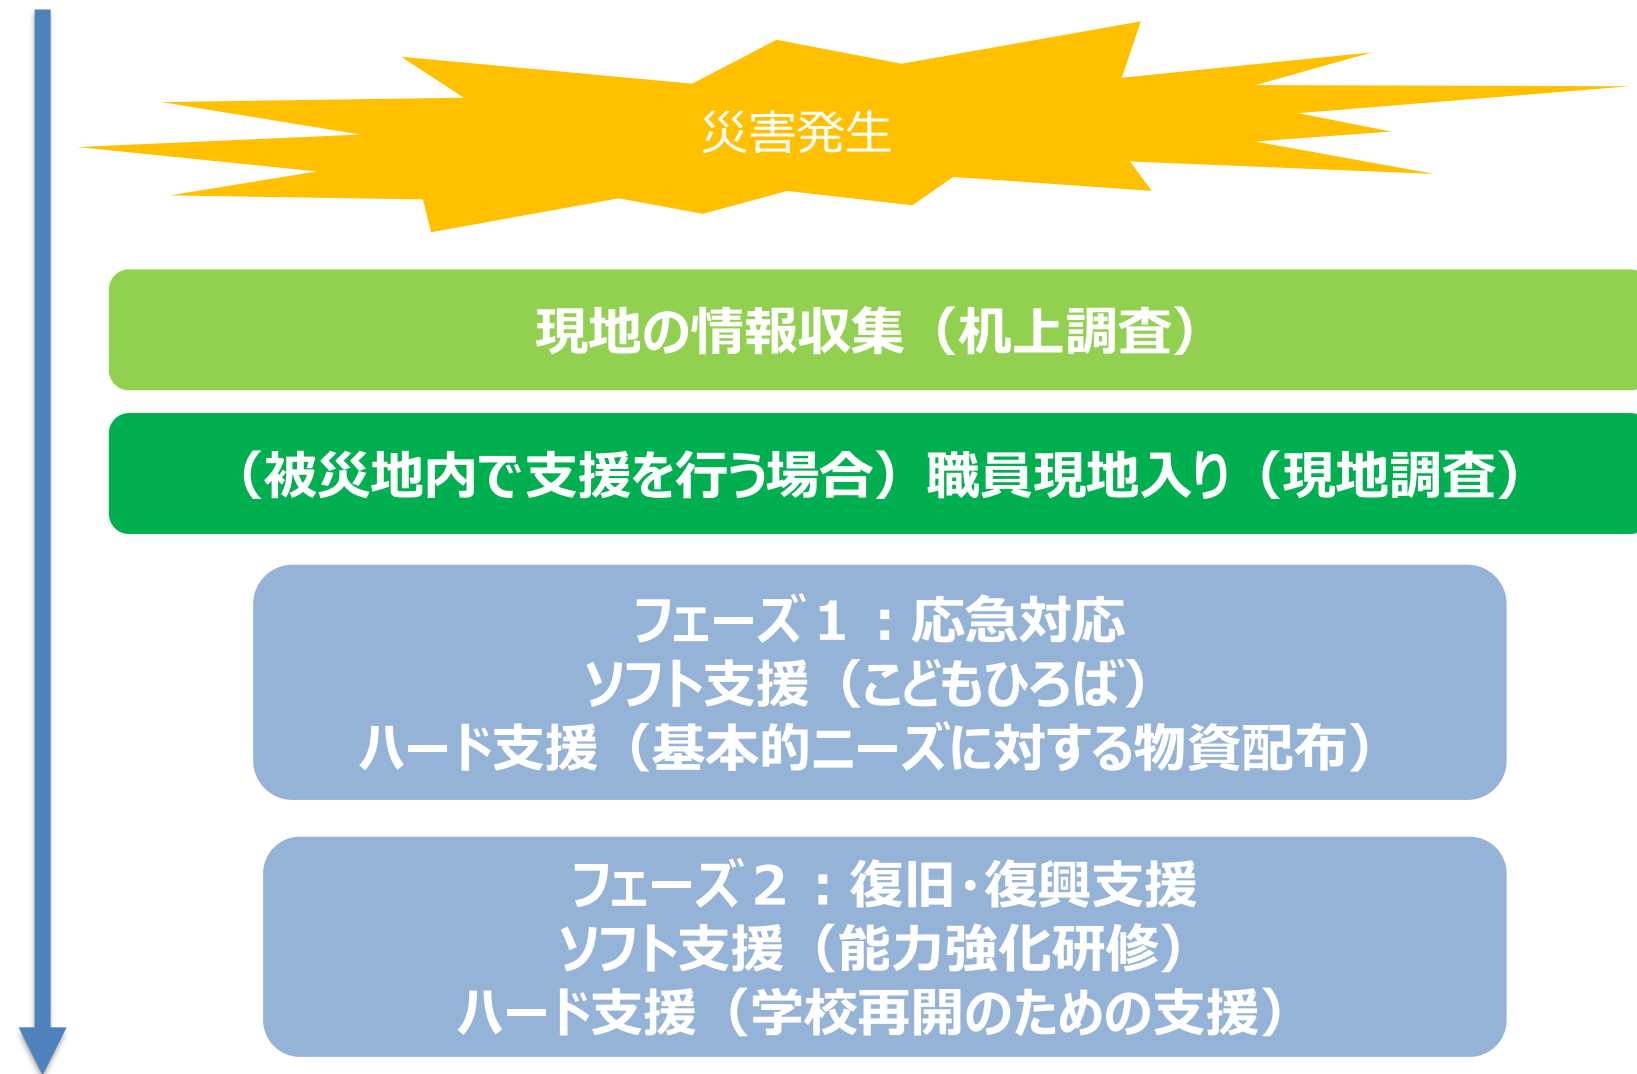 災害発生
現地の情報収集（机上調査）
（被災地内で支援を行う場合）職員現地入り（現地調査）
フェーズ１：応急対応
ソフト支援（こどもひろば）
ハード支援（基本的ニーズに対する物資配布）
フェーズ２：復旧・復興支援
ソフト支援（能力強化研修）
ハード支援（学校再開のための支援）